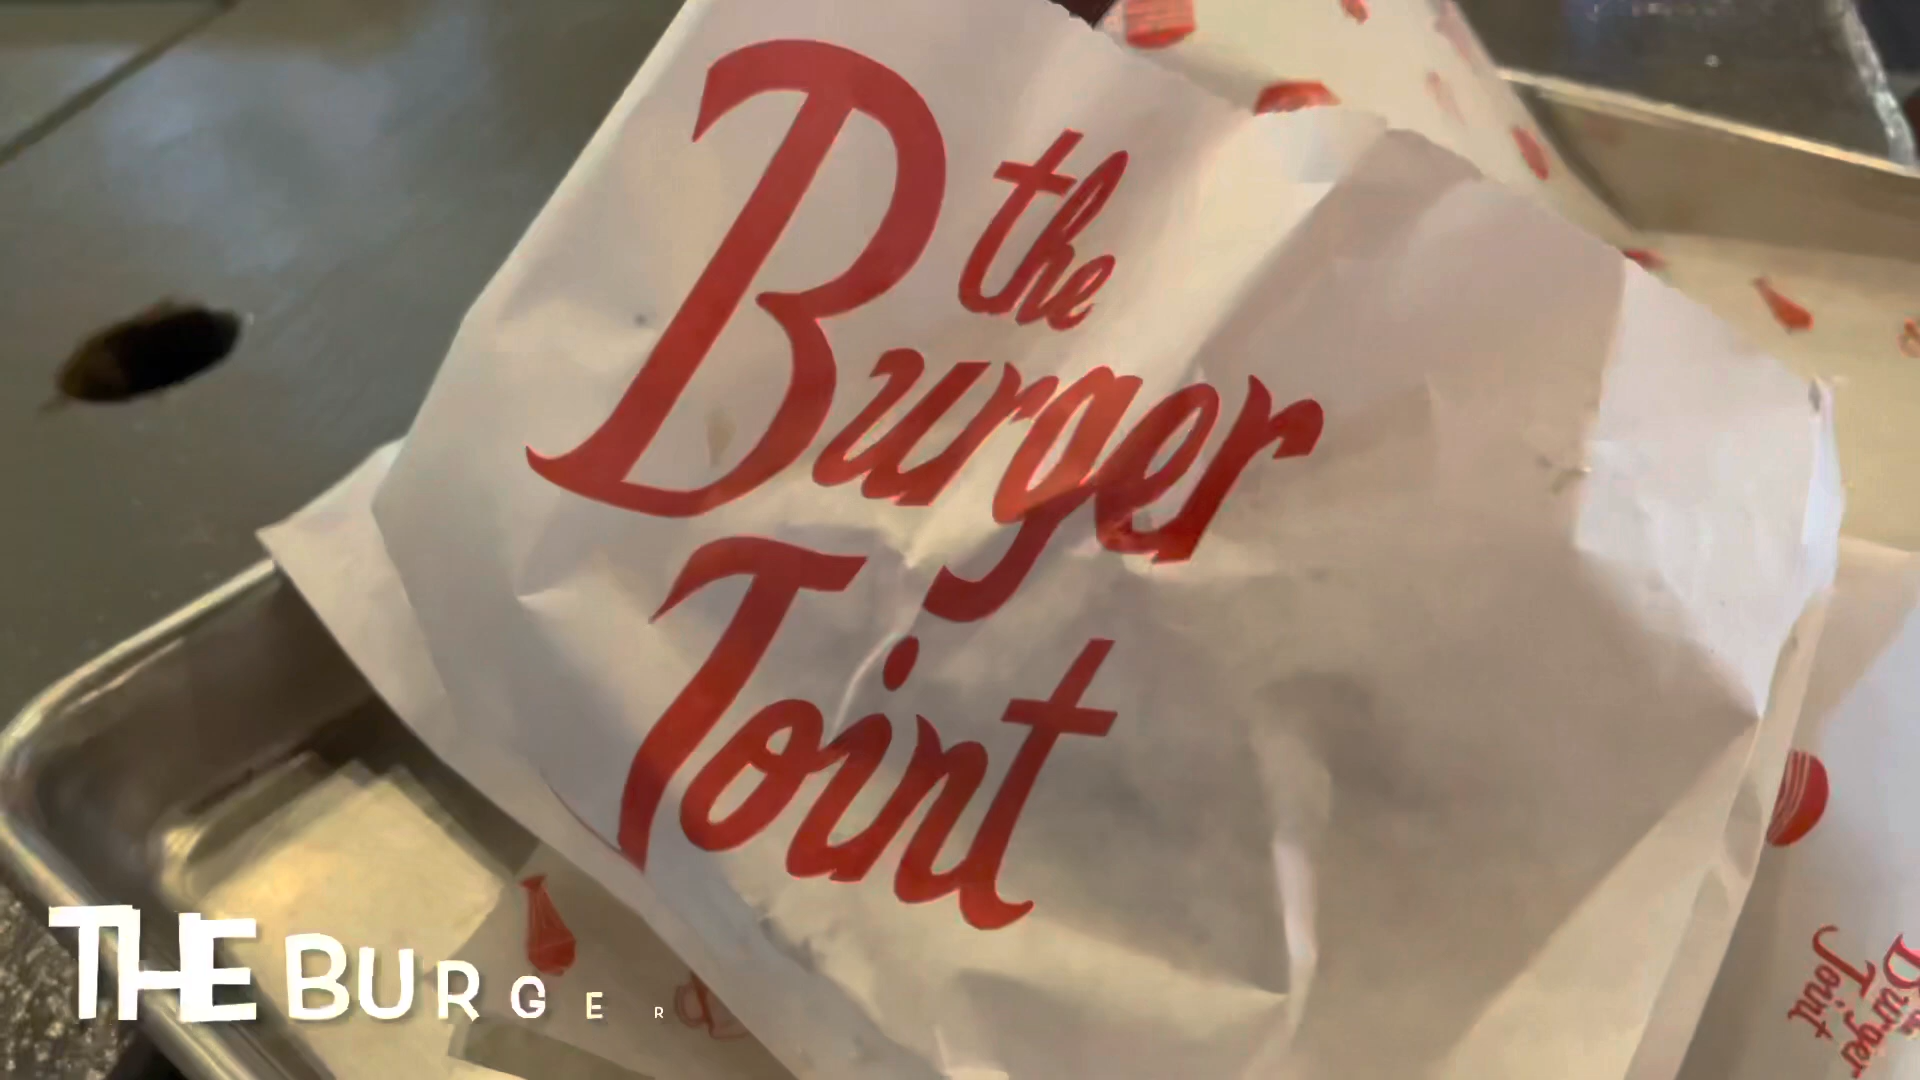 the
Burger
Joint
THE BURGER
Burger
Joint